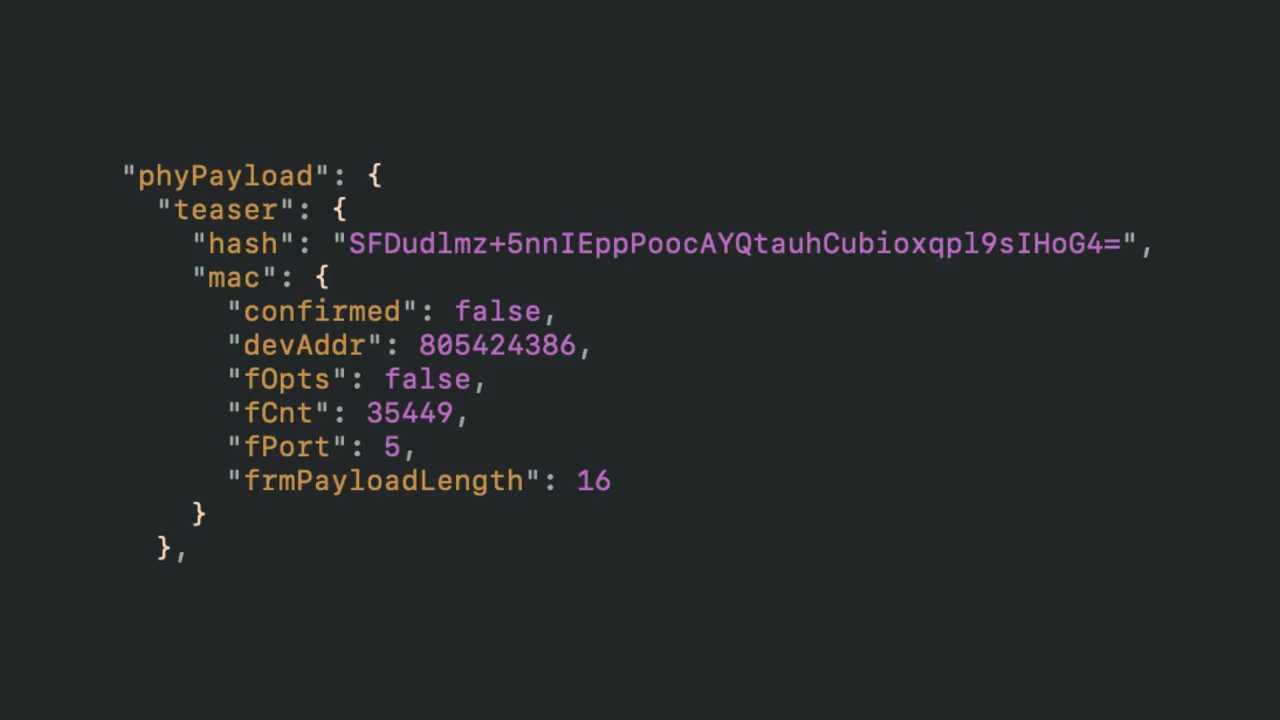 "phyPayload": {
"teaser": {
"hash": "SFDudlmz+5nnIEppPoocAYQtauhCubioxqpl9sIHoG4=",
"mac": {
"confirmed": false,
"devAddr": 805424386,
"fOpts": false,
"fCnt": 35449,
"fPort": 5,
"frmPayloadLength": 16
}
},